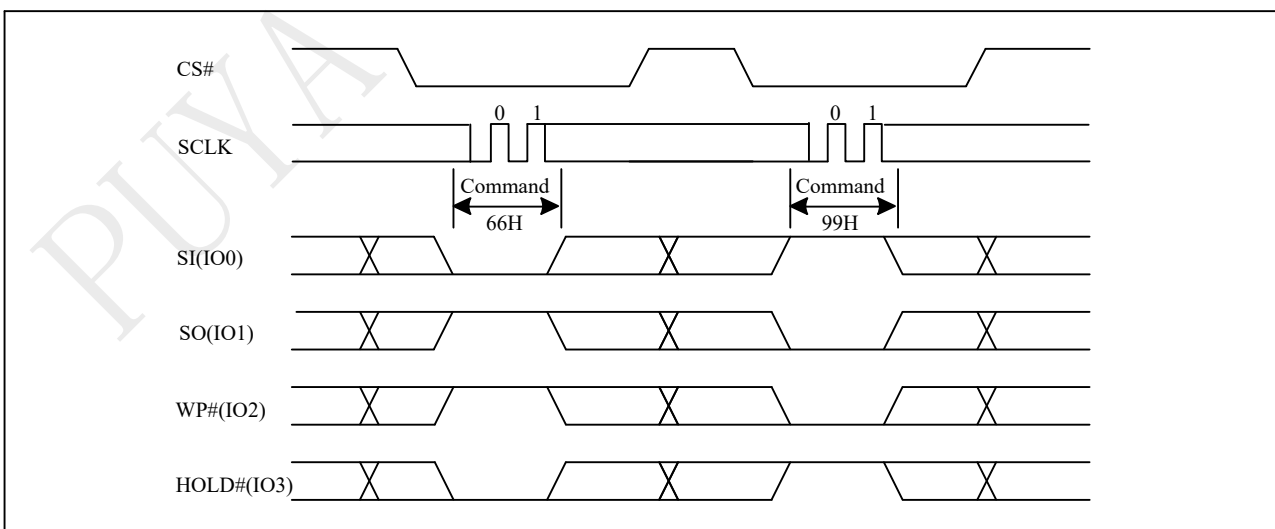 PUYA
CS#
0 1 0 1
SCLK
Command Command
66H 99H
SI(IO0)
SO(IO1)
WP#(IO2)
HOLD#(IO3)